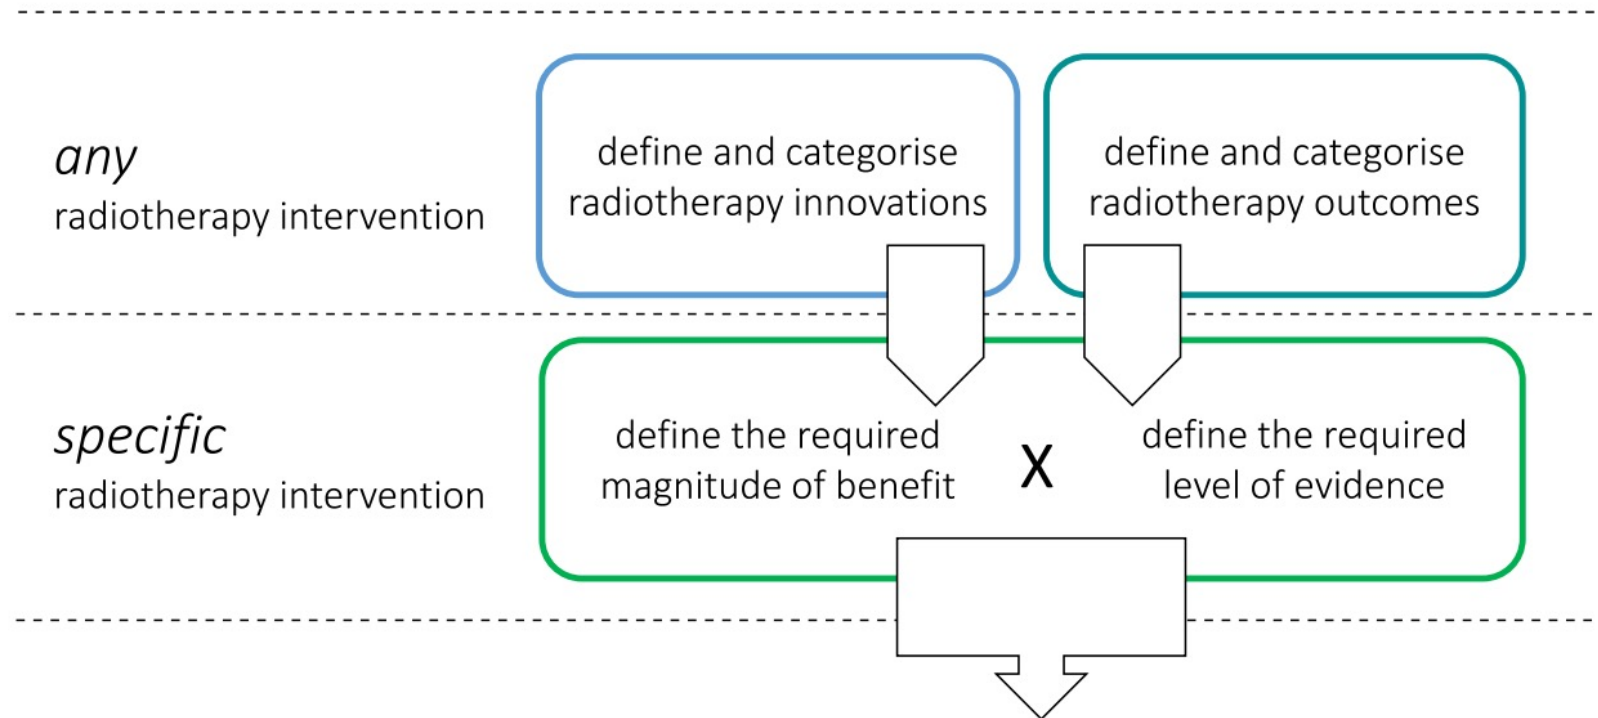 any
radiotherapy intervention
define and categorise
radiotherapy innovations
define and categorise
radiotherapy outcomes
specific
radiotherapy intervention
define the required
magnitude of benefit
X
define the required
level of evidence